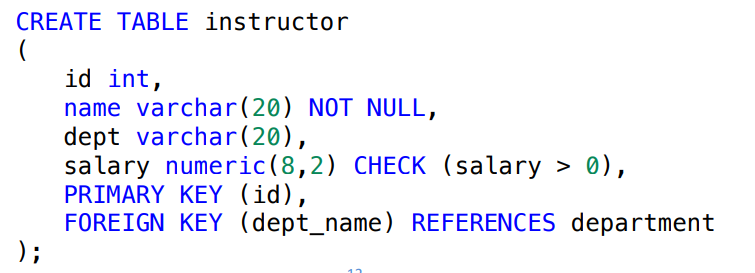 CREATE TABLE instructor
(
id int,
name varchar(20) NOT NULL,
dept varchar(20),
salary numeric(8,2) CHECK (salary > 0),
PRIMARY KEY (id),
FOREIGN KEY (dept_name) REFERENCES department
);